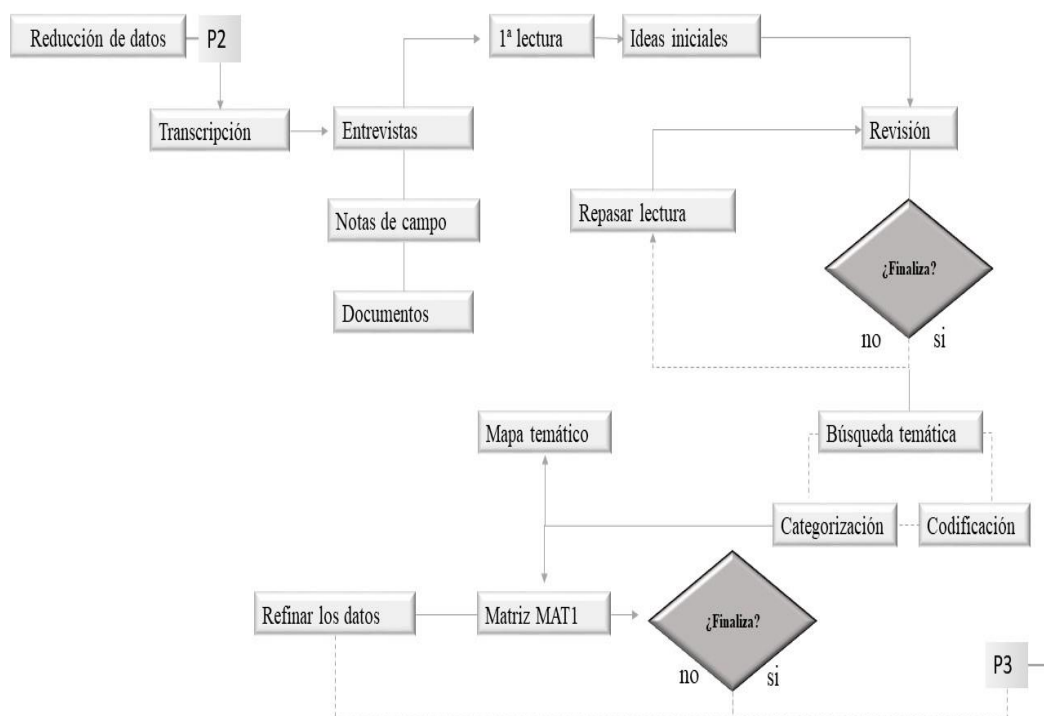 Reducción de datos
P2
1ª lectura
Ideas iniciales
Transcripción
Entrevistas
Revisión
Notas de campo
Repasar lectura
¿Finaliza?
Documentos
no
si
Mapa temático
Búsqueda temática
Categorización
Codificación
Refinar los datos
Matriz MAT1
¿Finaliza?
no
si
P3